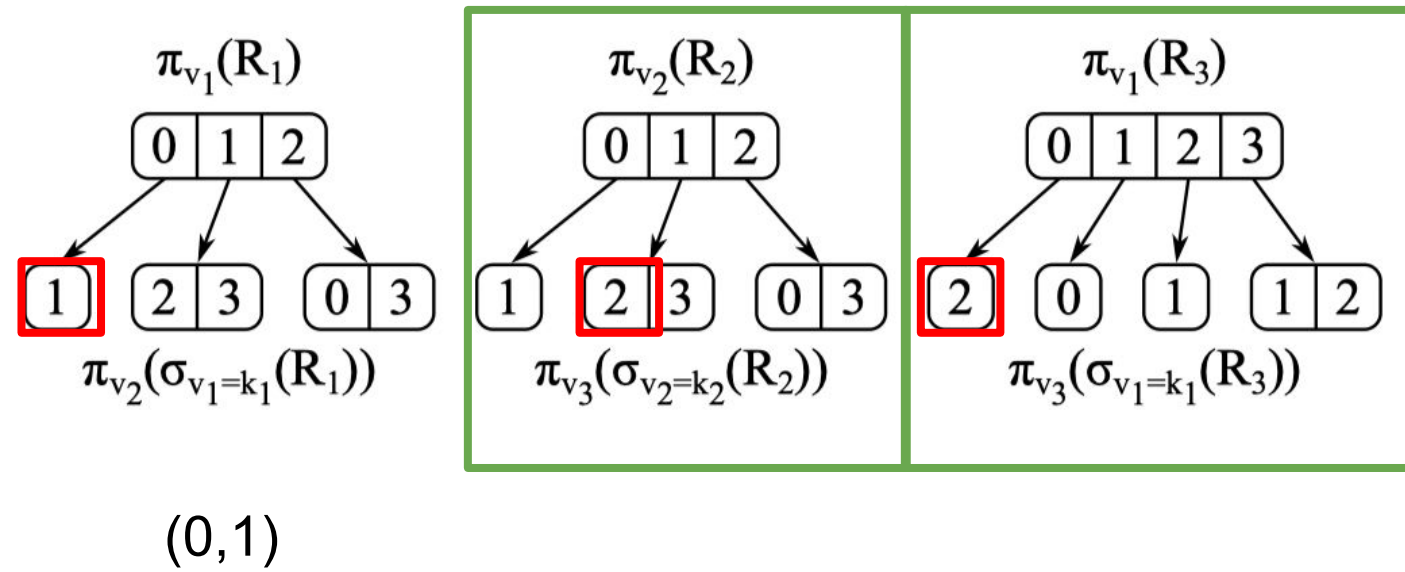 π_{v_1}(R_1) π_{v_2}(R_2) π_{v_1}(R_3)
0 1 2 0 1 2 0 1 2 3
1 2 3 0 3 1 2 3 0 3 2 0 1 1 2
π_{v_2}(σ_{v_1=k_1}(R_1)) π_{v_3}(σ_{v_2=k_2}(R_2)) π_{v_3}(σ_{v_1=k_1}(R_3))
(0,1)